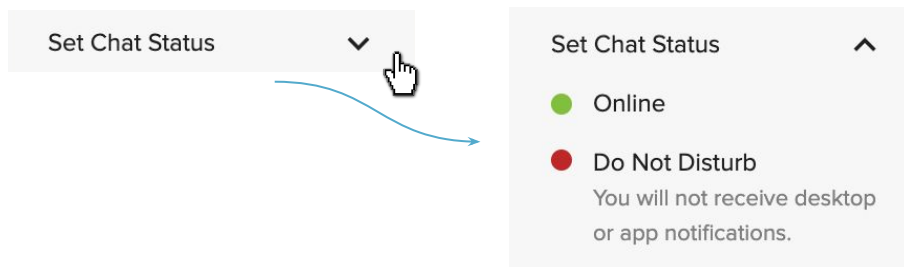 Set Chat Status
Set Chat Status
Online
Do Not Disturb
You will not receive desktop
or app notifications.